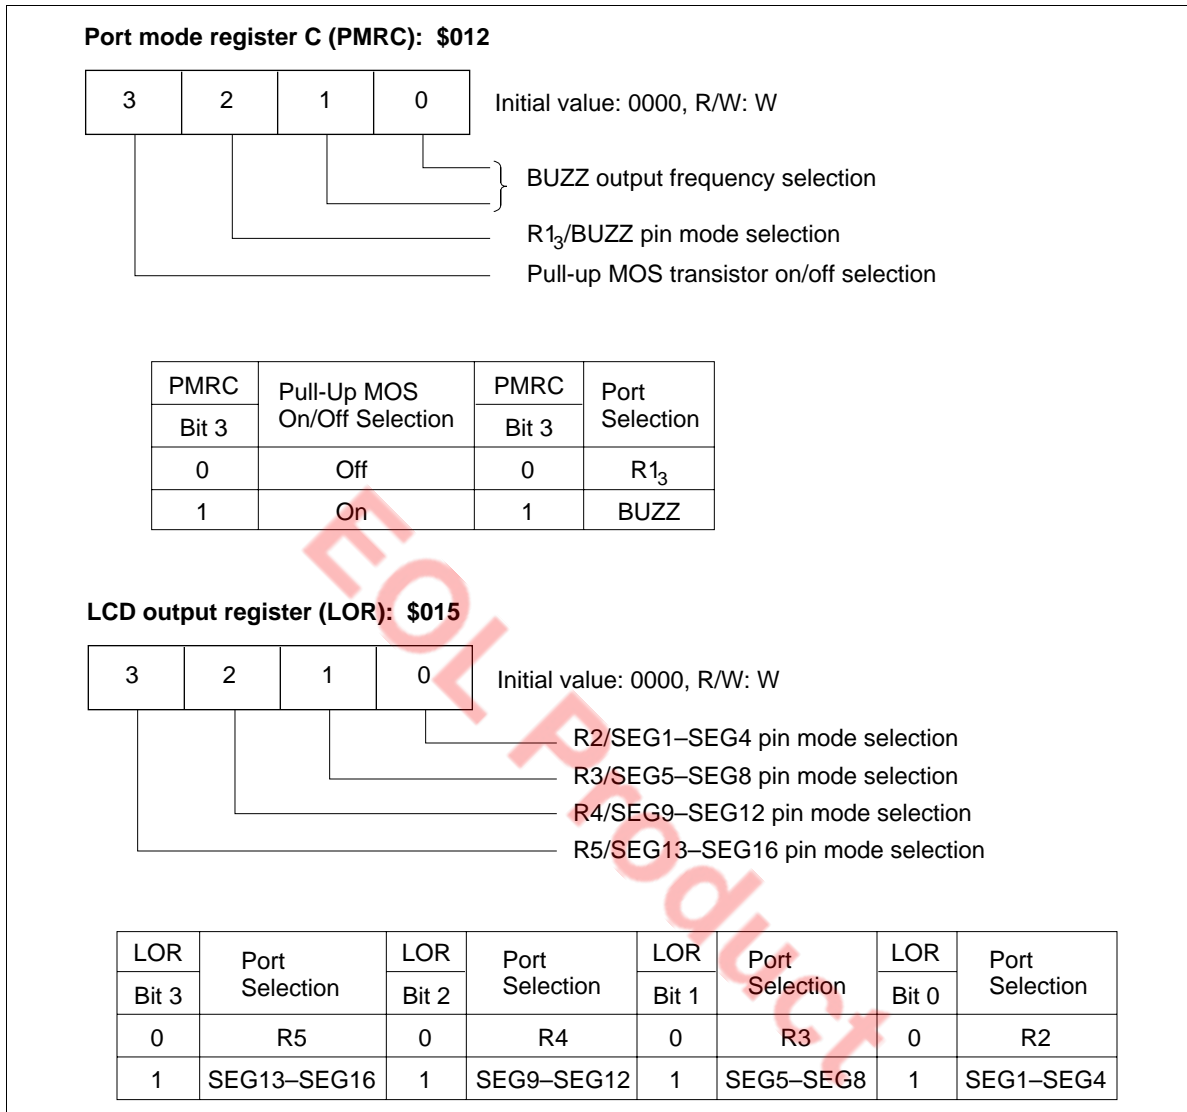 Port mode register C (PMRC): $012
3 2 1 0 Initial value: 0000, R/W: W
BUZZ output frequency selection
R1₃/BUZZ pin mode selection
Pull-up MOS transistor on/off selection
PMRC Pull-Up MOS On/Off Selection PMRC Port Selection
Bit 3 Bit 3
0 Off 0 R1₃
1 On 1 BUZZ
LCD output register (LOR): $015
3 2 1 0 Initial value: 0000, R/W: W
R2/SEG1–SEG4 pin mode selection
R3/SEG5–SEG8 pin mode selection
R4/SEG9–SEG12 pin mode selection
R5/SEG13–SEG16 pin mode selection
LOR Port Selection LOR Port Selection LOR Port Selection LOR Port Selection
Bit 3 Bit 2 Bit 1 Bit 0
0 R5 0 R4 0 R3 0 R2
1 SEG13–SEG16 1 SEG9–SEG12 1 SEG5–SEG8 1 SEG1–SEG4
EOL Product